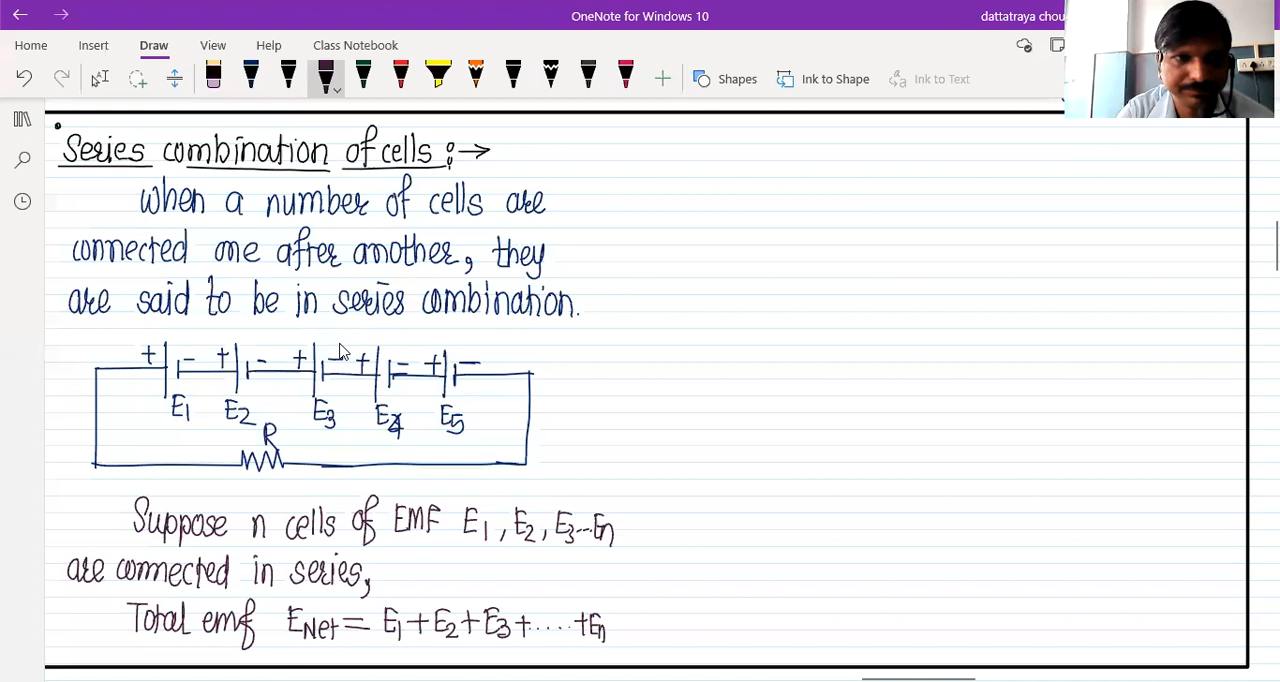 OneNote for Windows 10
dattatraya chou
Home Insert Draw View Help Class Notebook
Shapes Ink to Shape Ink to Text
Series combination of cells :→
When a number of cells are
connected one after another, they
are said to be in series combination.
+ - + - + - + = + -
E1 E2 E3 E4 E5
R
Suppose n cells of EMF E1, E2, E3---En
are connected in series,
Total emf ENet = E1+E2+E3+.....+En